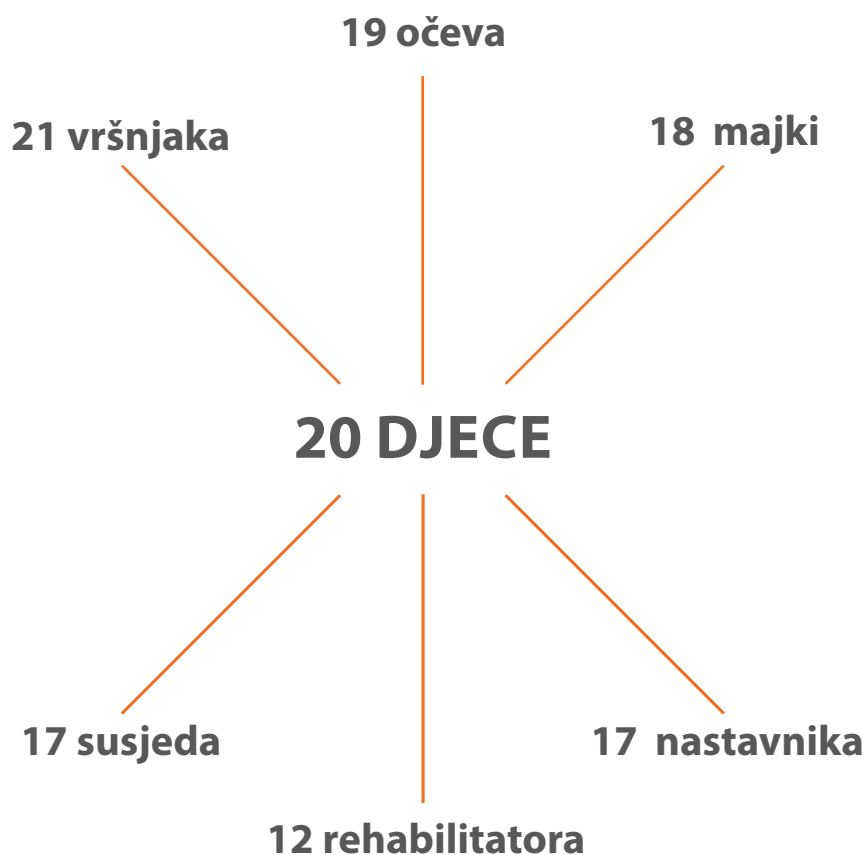 19 očeva
21 vršnjaka
18 majki
20 DJECE
17 susjeda
17 nastavnika
12 rehabilitatora